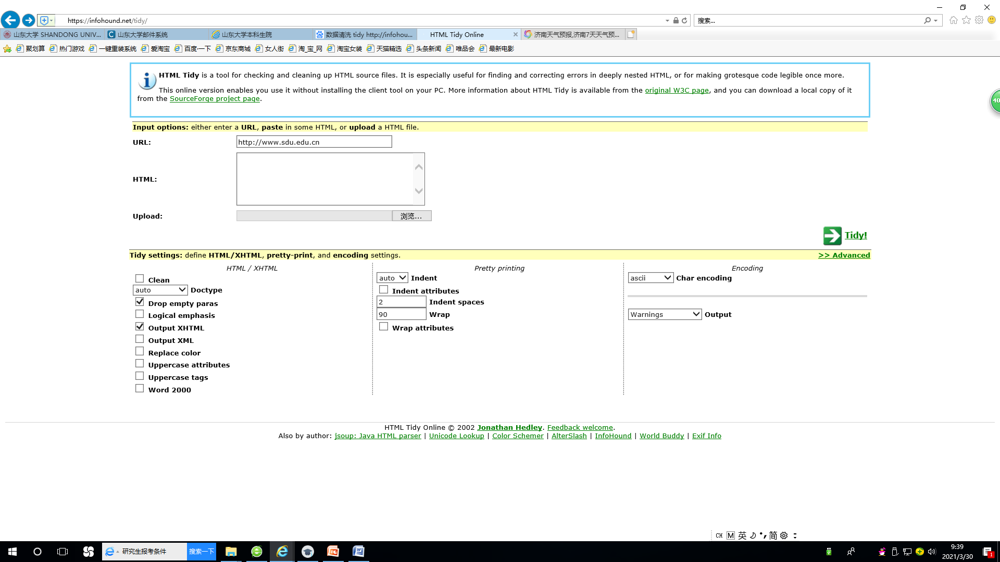 https://infohound.net/tidy/
搜索...
山东大学 SHANDONG UNIV...
山东大学邮件系统
山东大学本科生院
数据清洗 tidy http://infohou...
HTML Tidy Online
济南天气预报,济南7天天气预...
聚划算 热门游戏 一键重装系统 爱淘宝 百度一下 京东商城 女人街 淘_宝_网 淘宝女装 天猫精选 头条新闻 唯品会 最新电影
HTML Tidy is a tool for checking and cleaning up HTML source files. It is especially useful for finding and correcting errors in deeply nested HTML, or for making grotesque code legible once more.
This online version enables you use it without installing the client tool on your PC. More information about HTML Tidy is available from the original W3C page, and you can download a local copy of it
from the SourceForge project page.
40
Input options: either enter a URL, paste in some HTML, or upload a HTML file.
URL: http://www.sdu.edu.cn
HTML:
Upload: 浏览...
Tidy!
Tidy settings: define HTML/XHTML, pretty-print, and encoding settings. >> Advanced
HTML / XHTML
Clean
auto Doctype
Drop empty paras
Logical emphasis
Output XHTML
Output XML
Replace color
Uppercase attributes
Uppercase tags
Word 2000
Pretty printing
auto Indent
Indent attributes
2 Indent spaces
90 Wrap
Wrap attributes
Encoding
ascii Char encoding
Warnings Output
HTML Tidy Online © 2002 Jonathan Hedley. Feedback welcome.
Also by author: jsoup: Java HTML parser | Unicode Lookup | Color Schemer | AlterSlash | InfoHound | World Buddy | Exif Info
CH M 英 简
研究生报考条件 搜索一下
9:39
2021/3/30
1